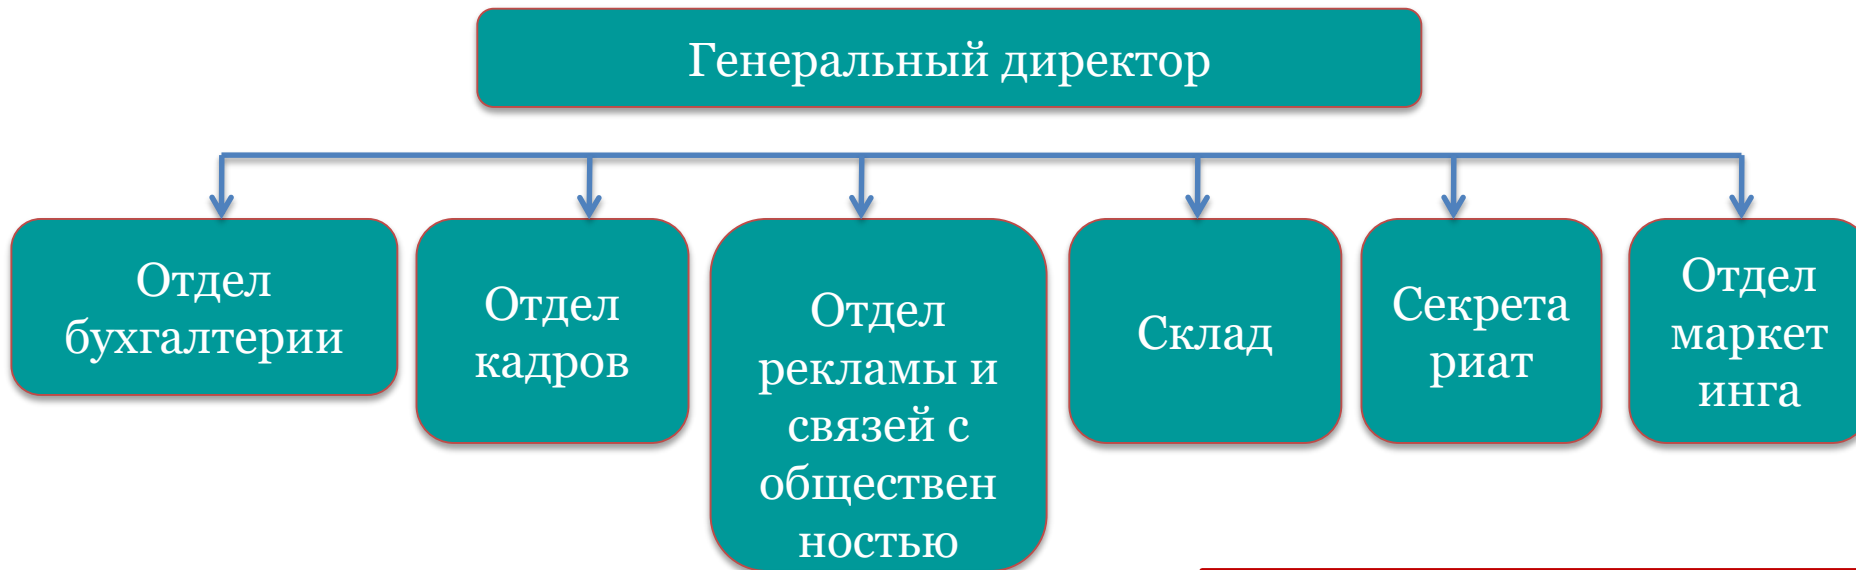 Генеральный директор
Отдел
бухгалтерии
Отдел
кадров
Отдел
рекламы и
связей с
обществен
ностью
Склад
Секрета
риат
Отдел
маркет
инга